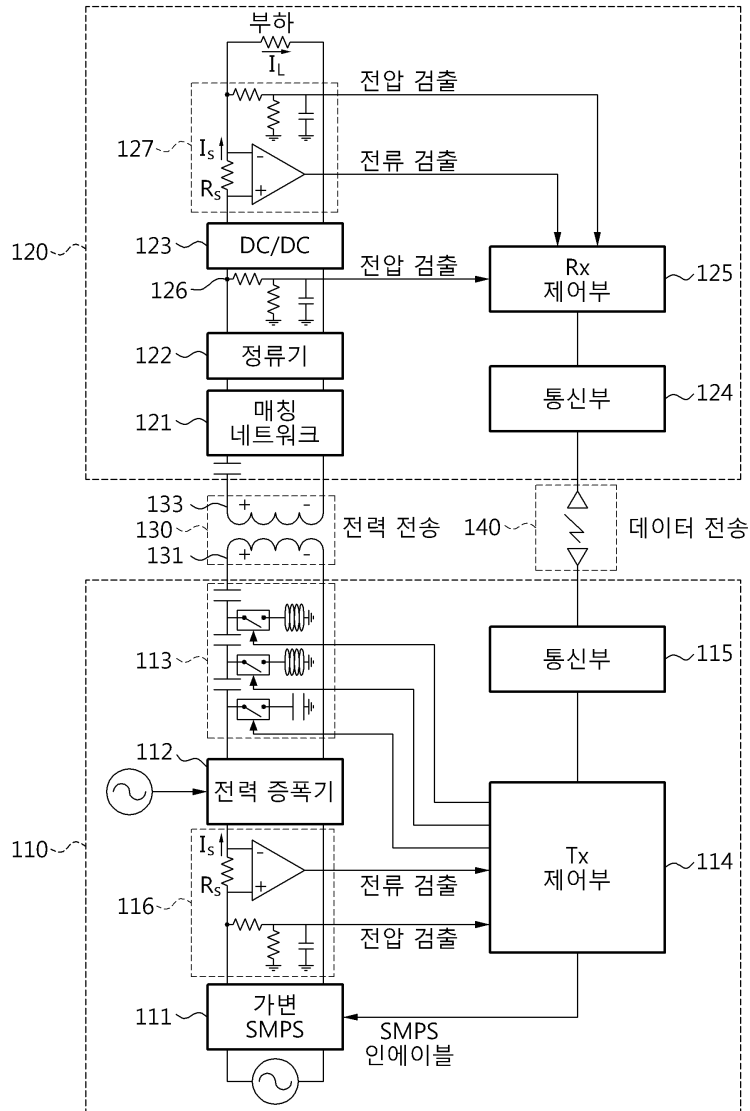 부하
I_L
전압 검출
127
I_S
R_S
-
+
전류 검출
123
DC/DC
120
126
전압 검출
Rx
제어부
125
122
정류기
121
매칭
네트워크
통신부
124
133
+ -
130
전력 전송
131
+ -
140
데이터 전송
113
통신부
115
112
전력 증폭기
110
I_S
R_S
-
+
116
전류 검출
전압 검출
Tx
제어부
114
111
가변
SMPS
SMPS
인에이블